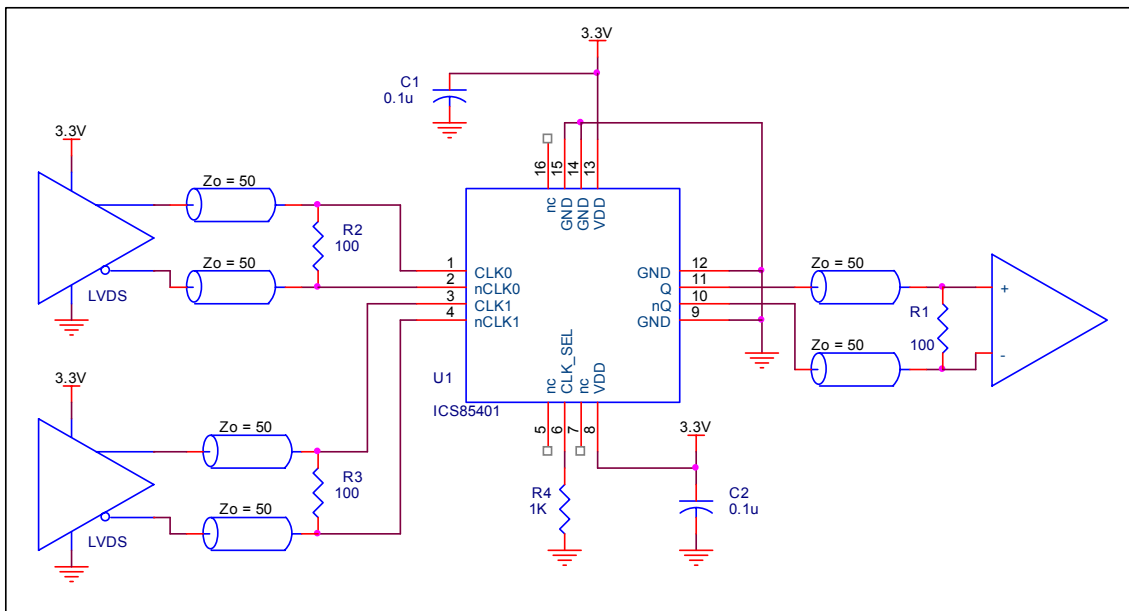 3.3V
C1
0.1u
3.3V
16
15
14
13
nc
GND
GND
VDD
Zo = 50
R2
100
Zo = 50
LVDS
1
CLK0
2
nCLK0
3
CLK1
4
nCLK1
12
GND
11
Q
10
nQ
9
GND
Zo = 50
+
R1
100
Zo = 50
-
U1
ICS85401
nc
CLK_SEL
nc
VDD
5
6
7
8
3.3V
Zo = 50
R3
100
Zo = 50
LVDS
R4
1K
3.3V
C2
0.1u